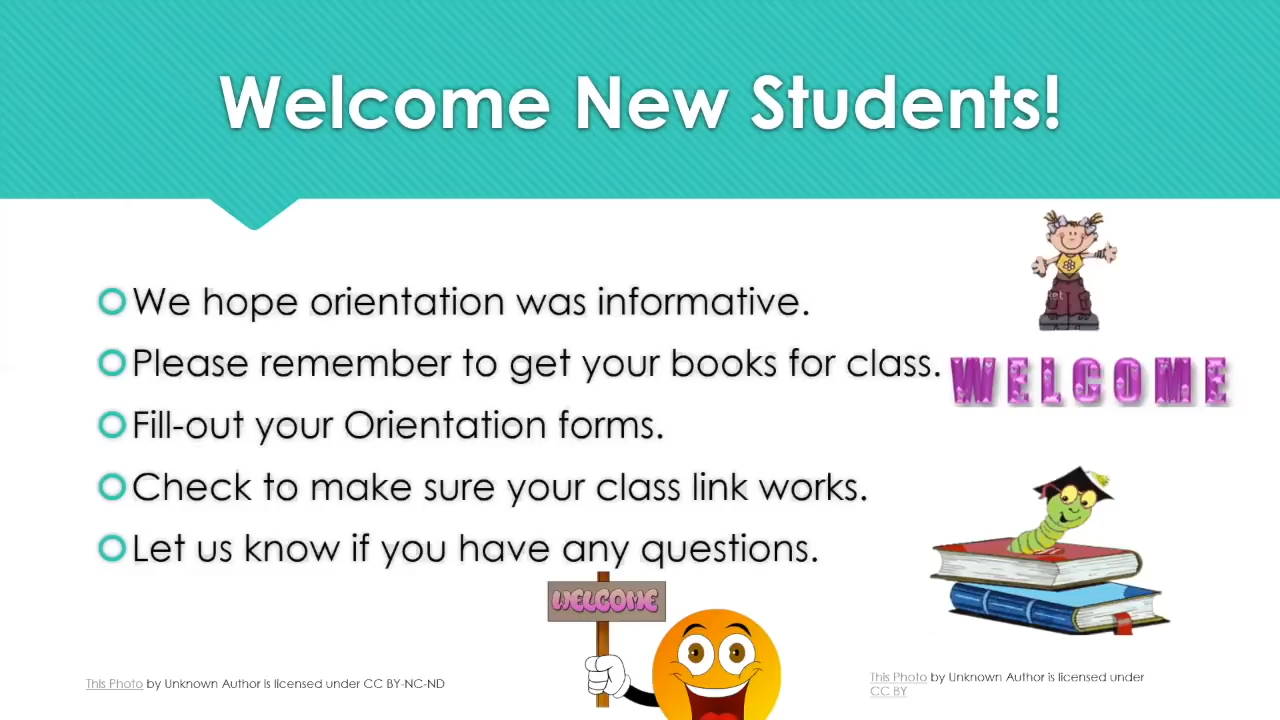 Welcome New Students!
We hope orientation was informative.
Please remember to get your books for class.
WELCOME
Fill-out your Orientation forms.
Check to make sure your class link works.
Let us know if you have any questions.
WELCOME
This Photo by Unknown Author is licensed under CC BY-NC-ND
This Photo by Unknown Author is licensed under
CC BY